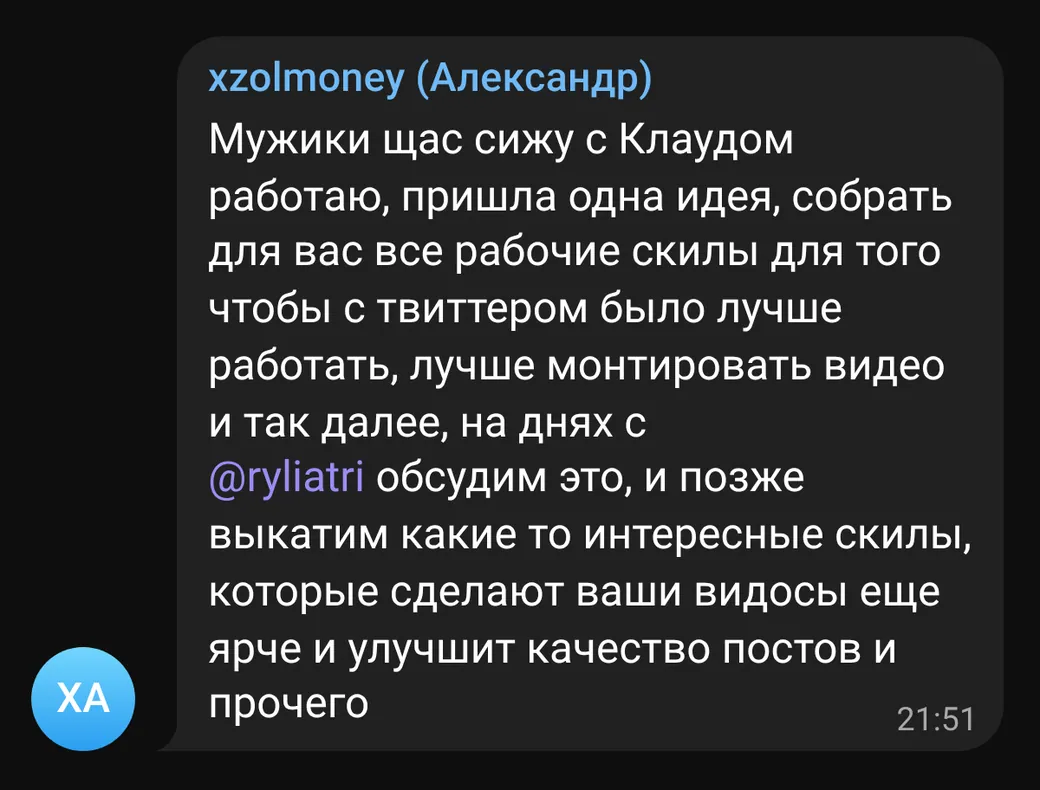 xzolmoney (Александр)
Мужики щас сижу с Клаудом
работаю, пришла одна идея, собрать
для вас все рабочие скилы для того
чтобы с твиттером было лучше
работать, лучше монтировать видео
и так далее, на днях с
@ryliatri обсудим это, и позже
выкатим какие то интересные скилы,
которые сделают ваши видосы еще
ярче и улучшит качество постов и
прочего
21:51
ХА